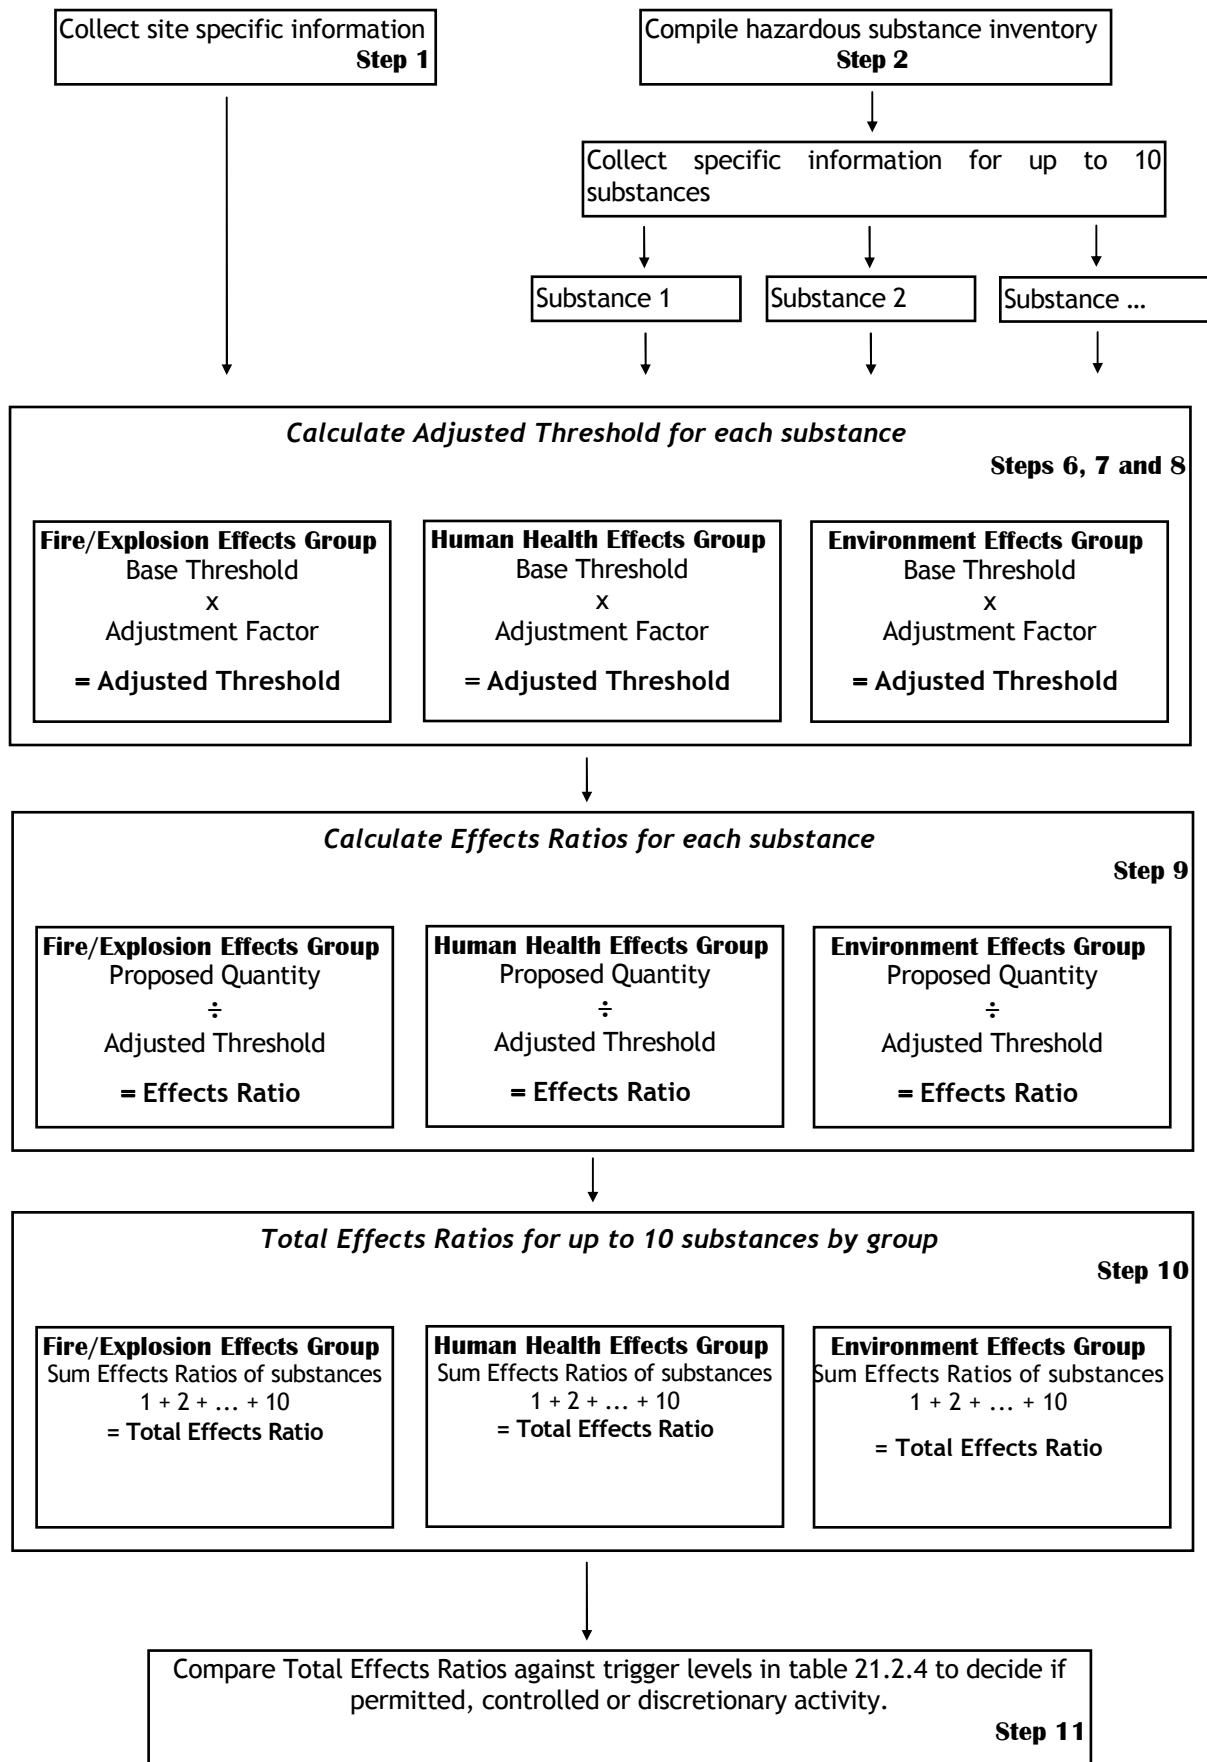 Collect site specific information
Step 1
Compile hazardous substance inventory
Step 2
Collect specific information for up to 10
substances
Substance 1
Substance 2
Substance ...
Calculate Adjusted Threshold for each substance
Steps 6, 7 and 8
Fire/Explosion Effects Group
Base Threshold
x
Adjustment Factor
= Adjusted Threshold
Human Health Effects Group
Base Threshold
x
Adjustment Factor
= Adjusted Threshold
Environment Effects Group
Base Threshold
x
Adjustment Factor
= Adjusted Threshold
Calculate Effects Ratios for each substance
Step 9
Fire/Explosion Effects Group
Proposed Quantity
÷
Adjusted Threshold
= Effects Ratio
Human Health Effects Group
Proposed Quantity
÷
Adjusted Threshold
= Effects Ratio
Environment Effects Group
Proposed Quantity
÷
Adjusted Threshold
= Effects Ratio
Total Effects Ratios for up to 10 substances by group
Step 10
Fire/Explosion Effects Group
Sum Effects Ratios of substances
1 + 2 + ... + 10
= Total Effects Ratio
Human Health Effects Group
Sum Effects Ratios of substances
1 + 2 + ... + 10
= Total Effects Ratio
Environment Effects Group
Sum Effects Ratios of substances
1 + 2 + ... + 10
= Total Effects Ratio
Compare Total Effects Ratios against trigger levels in table 21.2.4 to decide if
permitted, controlled or discretionary activity.
Step 11